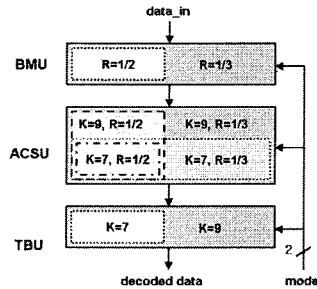 data_in
BMU
R=1/2
R=1/3
ACSU
K=9, R=1/2
K=9, R=1/3
K=7, R=1/2
K=7, R=1/3
TBU
K=7
K=9
2
decoded data
mode